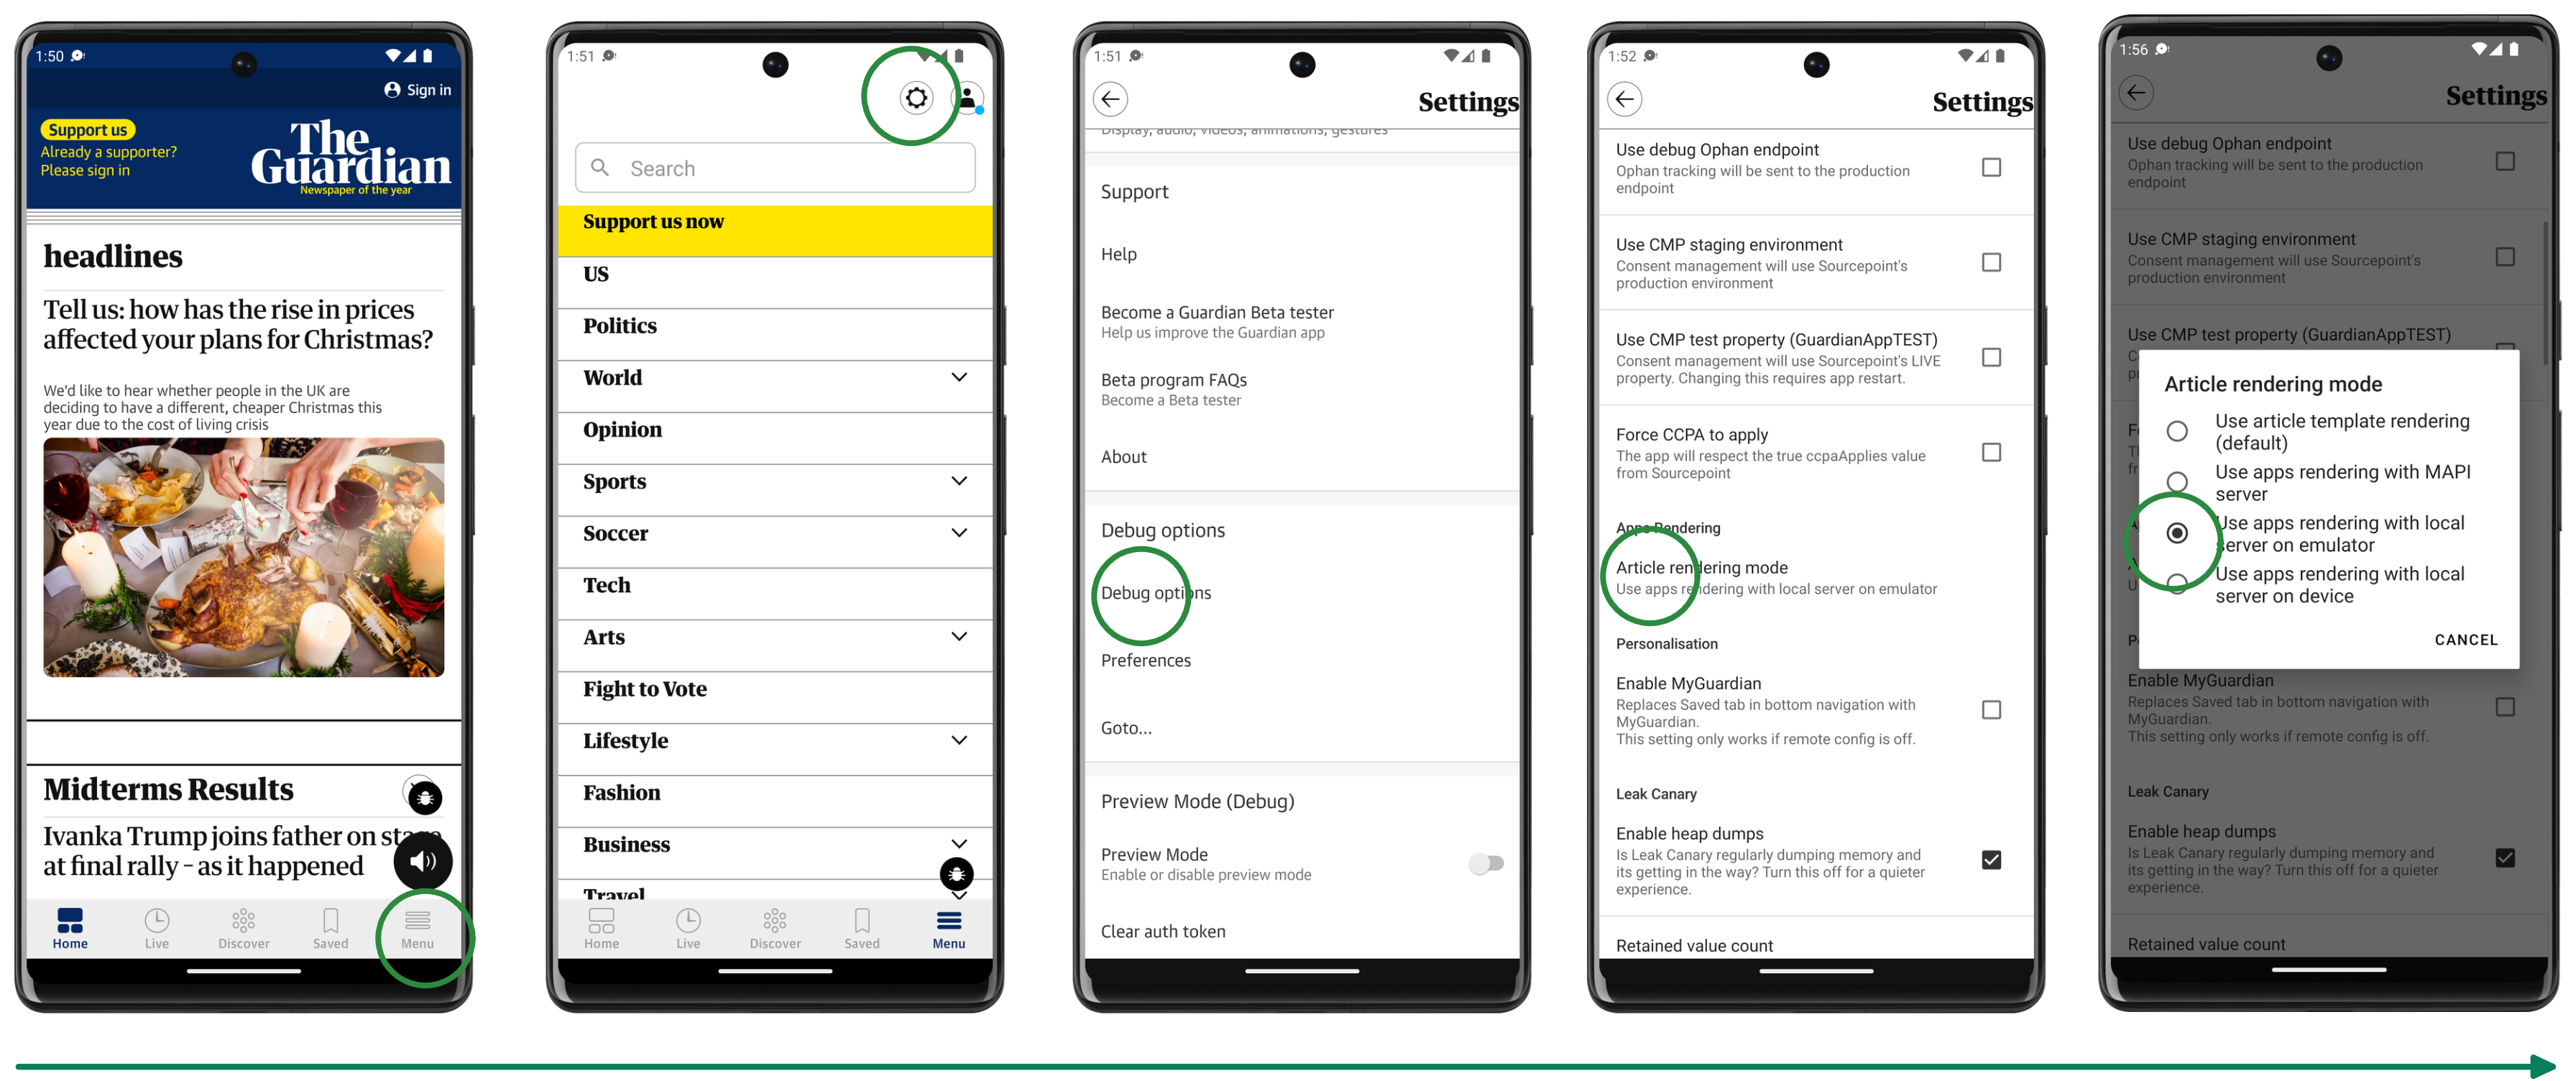 1:50
Sign in
Support us
Already a supporter?
Please sign in
The
Guardian
Newspaper of the year
headlines
Tell us: how has the rise in prices
affected your plans for Christmas?
We'd like to hear whether people in the UK are
deciding to have a different, cheaper Christmas this
year due to the cost of living crisis
Midterms Results
Ivanka Trump joins father on stage
at final rally – as it happened
Home
Live
Discover
Saved
Menu
1:51
Search
Support us now
US
Politics
World
Opinion
Sports
Soccer
Tech
Arts
Fight to Vote
Lifestyle
Fashion
Business
Travel
Home
Live
Discover
Saved
Menu
1:51
Settings
Display, audio, videos, animations, gestures
Support
Help
Become a Guardian Beta tester
Help us improve the Guardian app
Beta program FAQs
Become a Beta tester
About
Debug options
Debug options
Preferences
Goto...
Preview Mode (Debug)
Preview Mode
Enable or disable preview mode
Clear auth token
1:52
Settings
Use debug Ophan endpoint
Ophan tracking will be sent to the production
endpoint
Use CMP staging environment
Consent management will use Sourcepoint's
production environment
Use CMP test property (GuardianAppTEST)
Consent management will use Sourcepoint's LIVE
property. Changing this requires app restart.
Force CCPA to apply
The app will respect the true ccpaApplies value
from Sourcepoint
Apps Rendering
Article rendering mode
Use apps rendering with local server on emulator
Personalisation
Enable MyGuardian
Replaces Saved tab in bottom navigation with
MyGuardian.
This setting only works if remote config is off.
Leak Canary
Enable heap dumps
Is Leak Canary regularly dumping memory and
its getting in the way? Turn this off for a quieter
experience.
Retained value count
1:56
Settings
Use debug Ophan endpoint
Ophan tracking will be sent to the production
endpoint
Use CMP staging environment
Consent management will use Sourcepoint's
production environment
Use CMP test property (GuardianAppTEST)
Article rendering mode
Use article template rendering
(default)
Use apps rendering with MAPI
server
Use apps rendering with local
server on emulator
Use apps rendering with local
server on device
CANCEL
Enable MyGuardian
Replaces Saved tab in bottom navigation with
MyGuardian.
This setting only works if remote config is off.
Leak Canary
Enable heap dumps
Is Leak Canary regularly dumping memory and
its getting in the way? Turn this off for a quieter
experience.
Retained value count